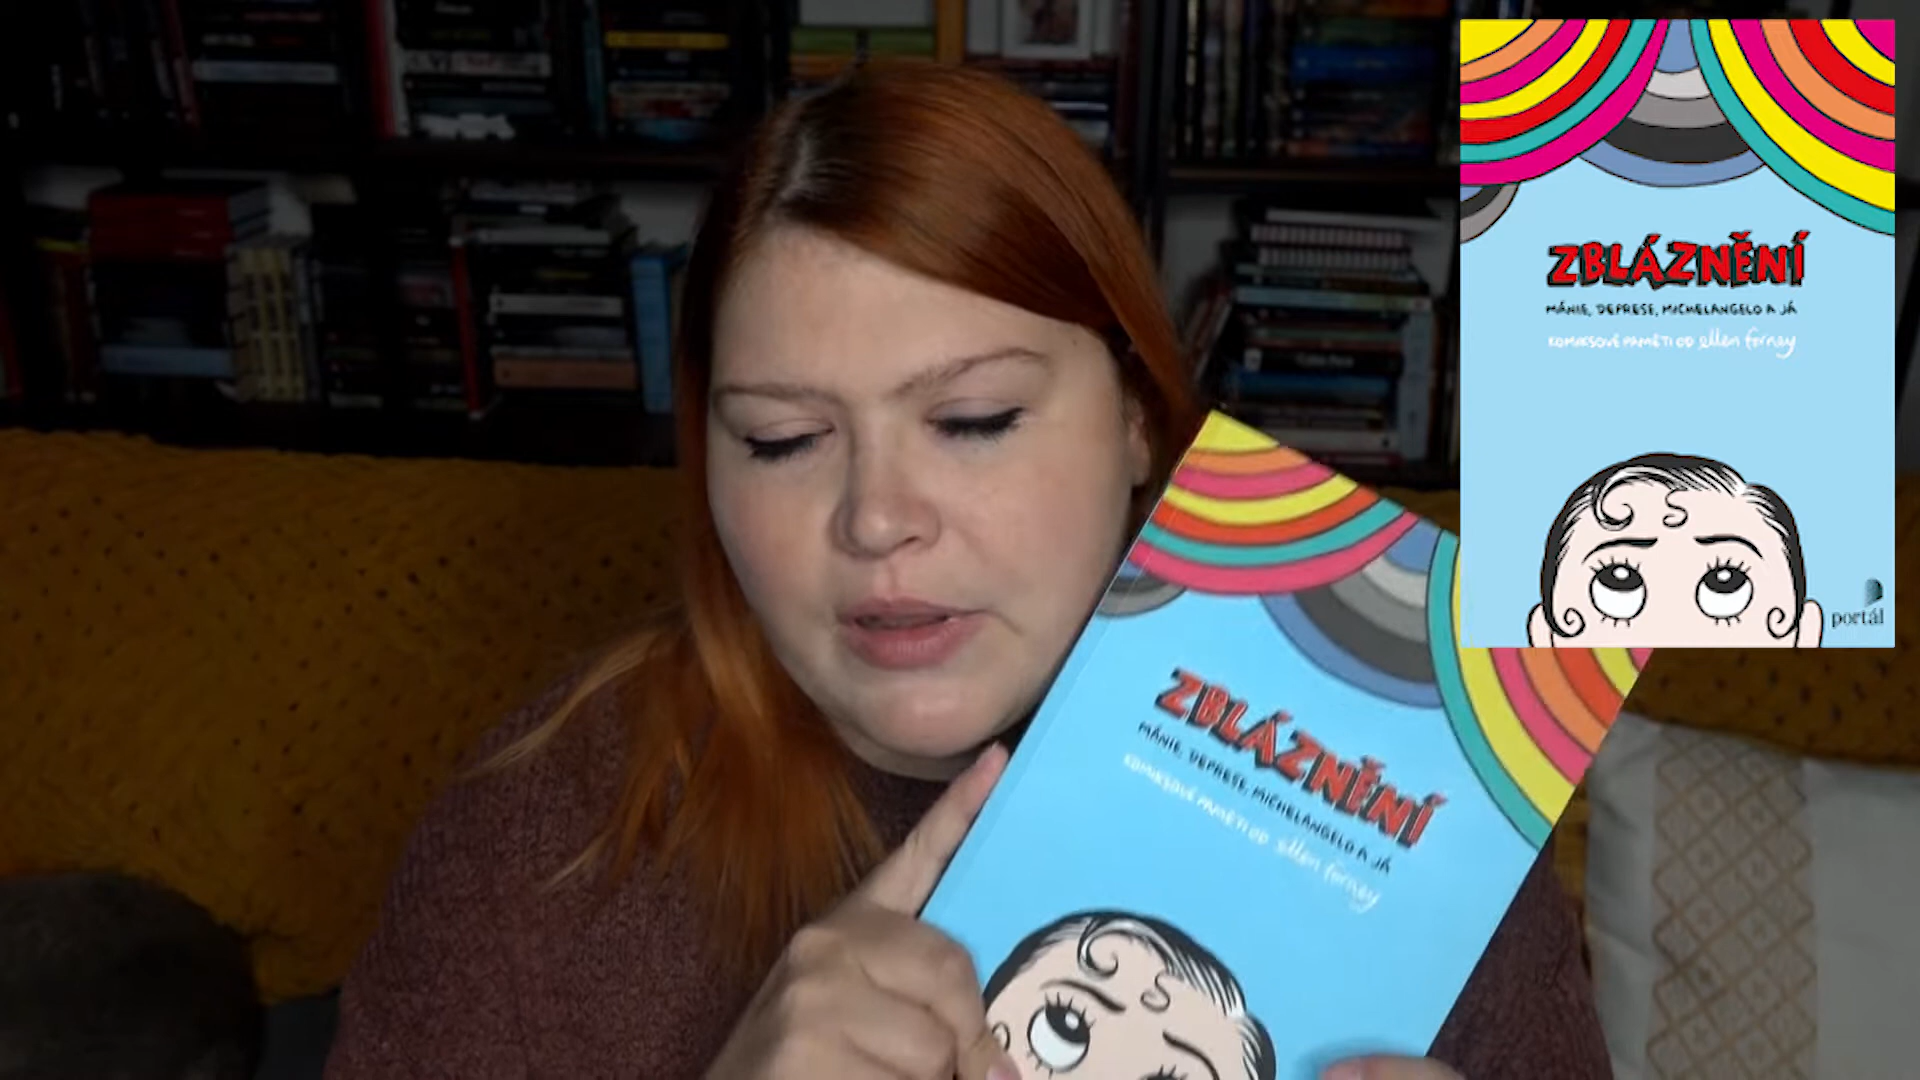 ZBLÁZNĚNÍ
MÁNIE, DEPRESE, MICHELANGELO A JÁ
KOMIKSOVÉ PAMĚTI OD ellen forney
portál
ZBLÁZNĚNÍ
MÁNIE, DEPRESE, MICHELANGELO A JÁ
KOMIKSOVÉ PAMĚTI OD ellen forney